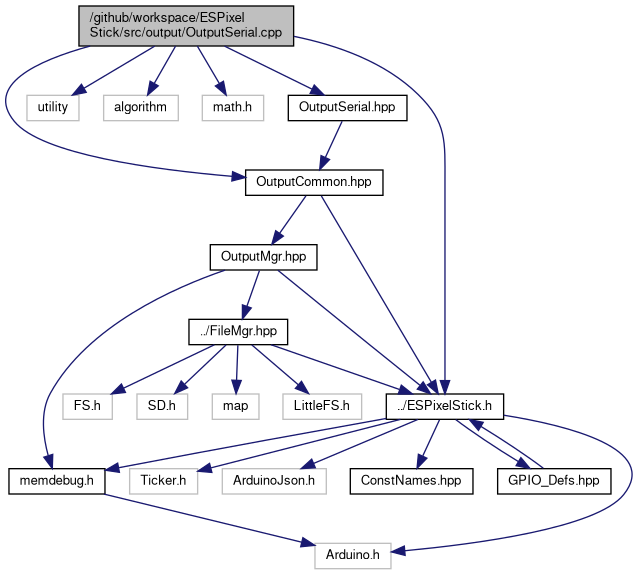 /github/workspace/ESPixel
Stick/src/output/OutputSerial.cpp
utility
algorithm
math.h
OutputSerial.hpp
OutputCommon.hpp
OutputMgr.hpp
../FileMgr.hpp
FS.h
SD.h
map
LittleFS.h
../ESPixelStick.h
memdebug.h
Ticker.h
ArduinoJson.h
ConstNames.hpp
GPIO_Defs.hpp
Arduino.h